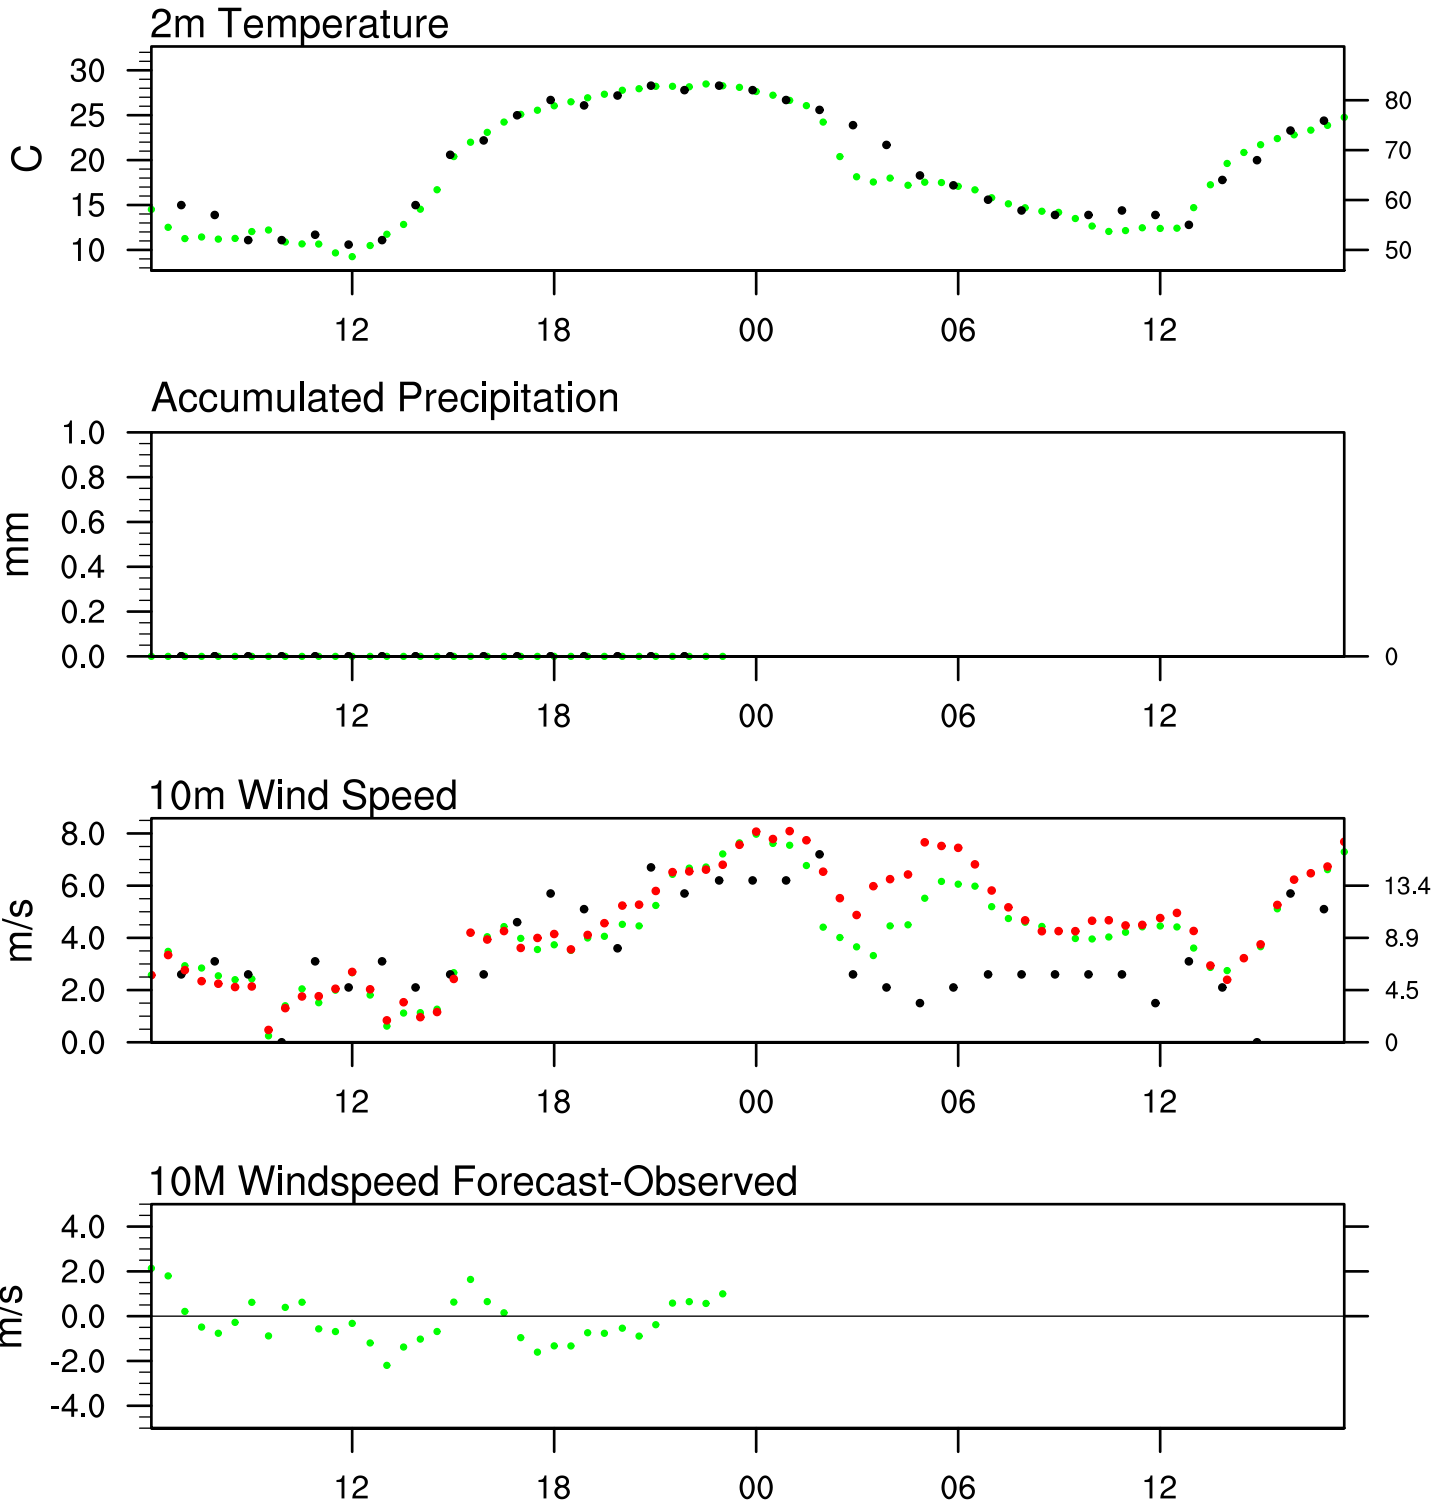 2m Temperature
30
25
20
15
10
C
80
70
60
50
12 18 00 06 12
Accumulated Precipitation
1.0
0.8
0.6
0.4
0.2
0.0
mm
0
12 18 00 06 12
10m Wind Speed
8.0
6.0
4.0
2.0
0.0
m/s
13.4
8.9
4.5
0
12 18 00 06 12
10M Windspeed Forecast-Observed
4.0
2.0
0.0
-2.0
-4.0
m/s
12 18 00 06 12